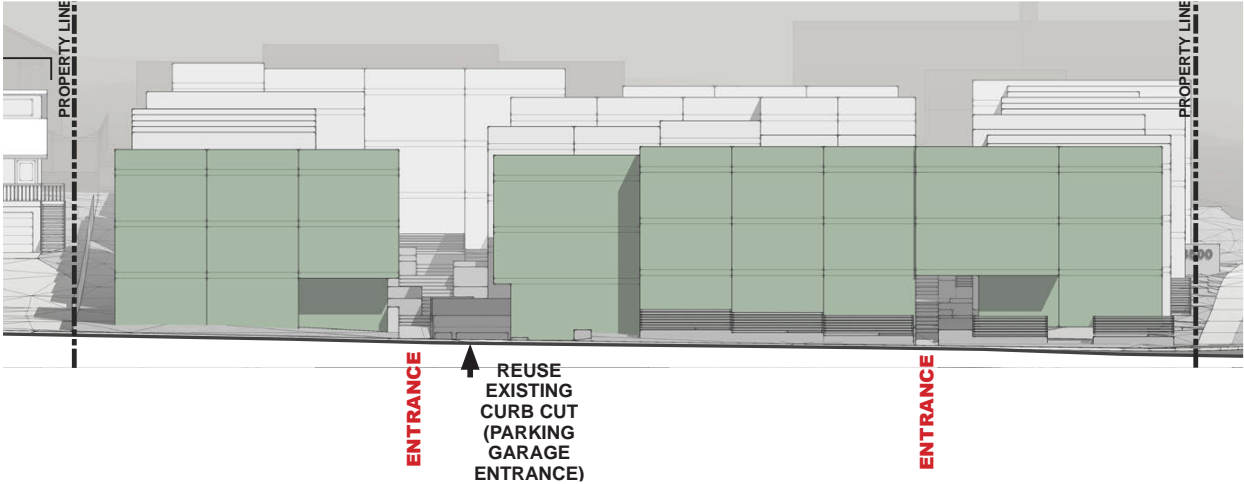 PROPERTY LINE
PROPERTY LINE
ENTRANCE
REUSE
EXISTING
CURB CUT
(PARKING
GARAGE
ENTRANCE)
ENTRANCE